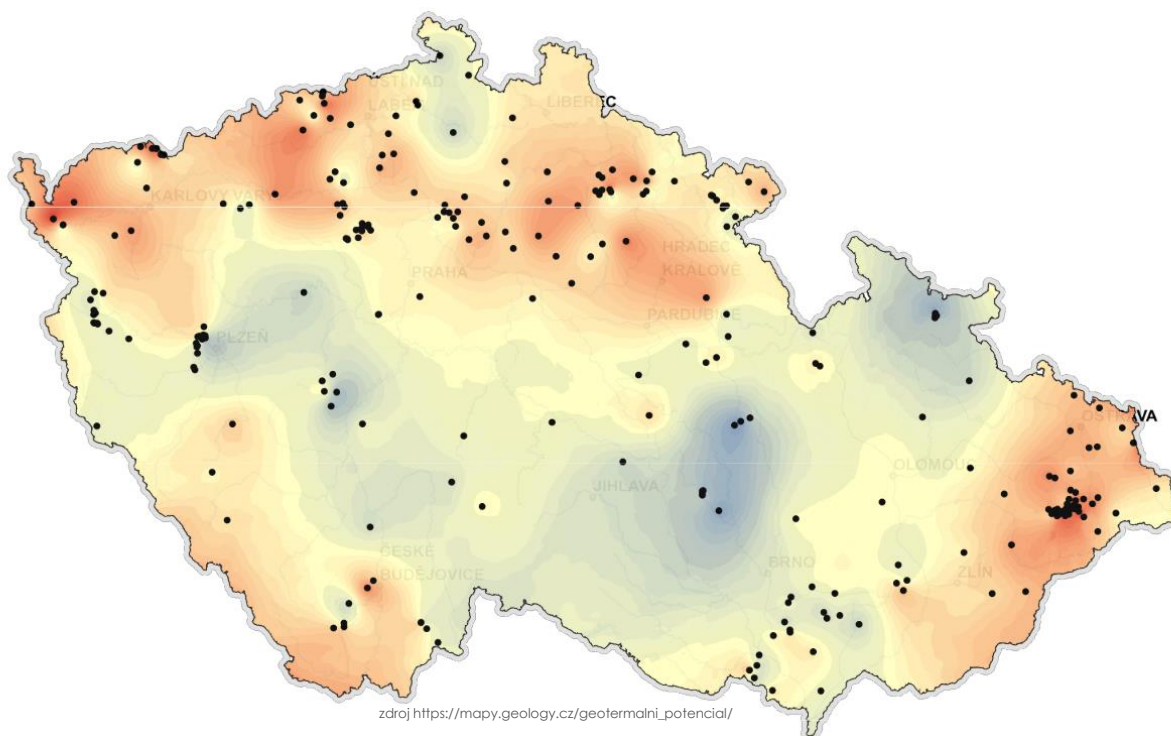 ÚSTÍ NAD
LABEM
LIBEREC
KARLOVY VARY
HRADEC
KRÁLOVÉ
PRAHA
PARDUBICE
PLZEŇ
OSTRAVA
OLOMOUC
JIHLAVA
ČESKÉ
BUDĚJOVICE
BRNO
ZLÍN
zdroj https://mapy.geology.cz/geotermalni_potencial/